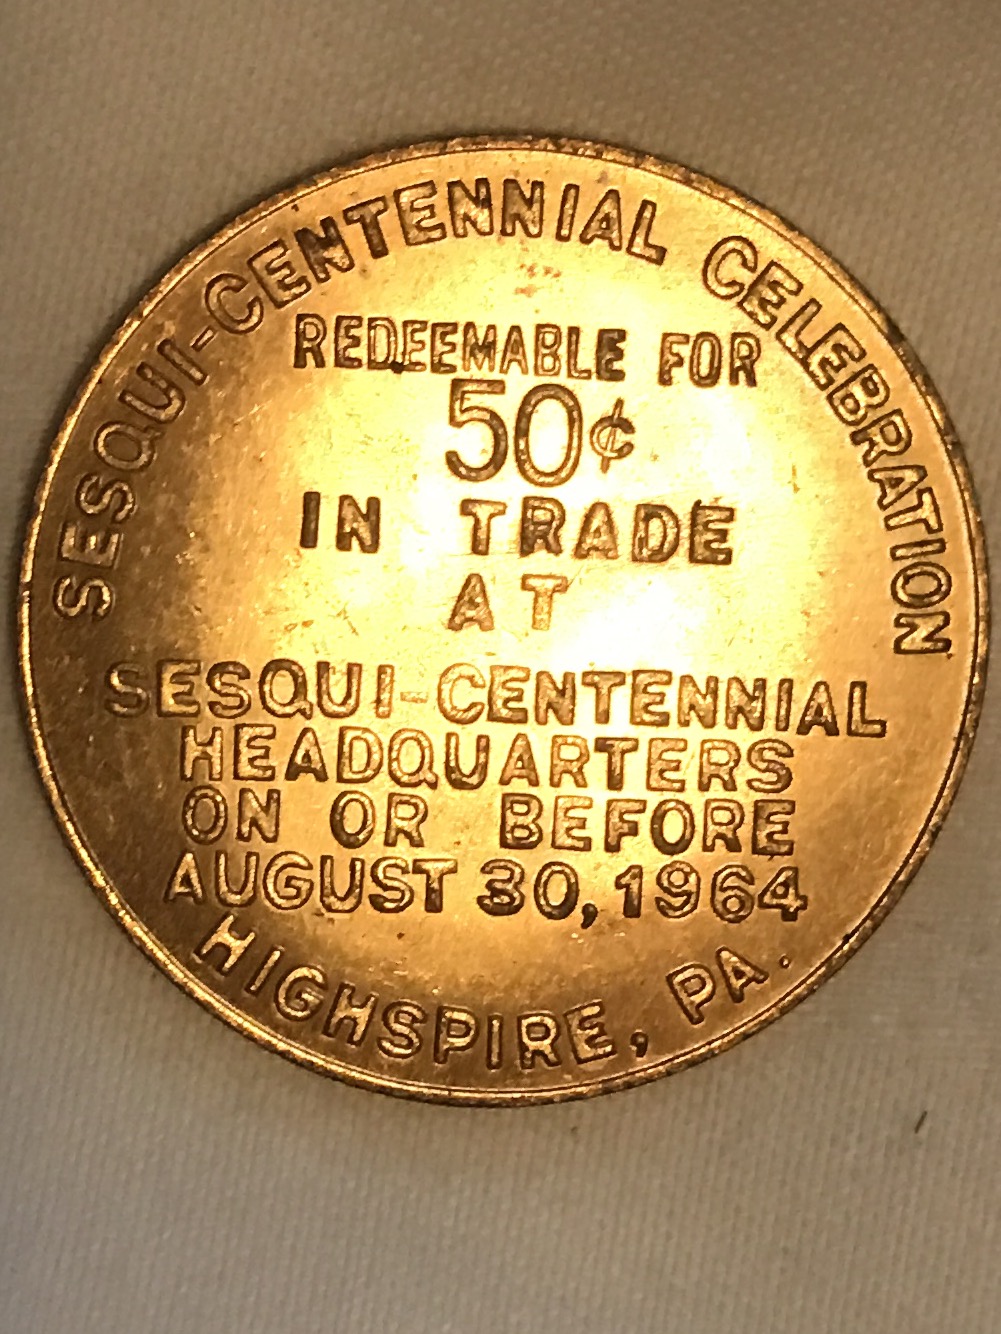 SESQUI-CENTENNIAL CELEBRATION
REDEEMABLE FOR
50¢
IN TRADE
AT
SESQUI-CENTENNIAL
HEADQUARTERS
ON OR BEFORE
AUGUST 30, 1964
HIGHSPIRE, PA.